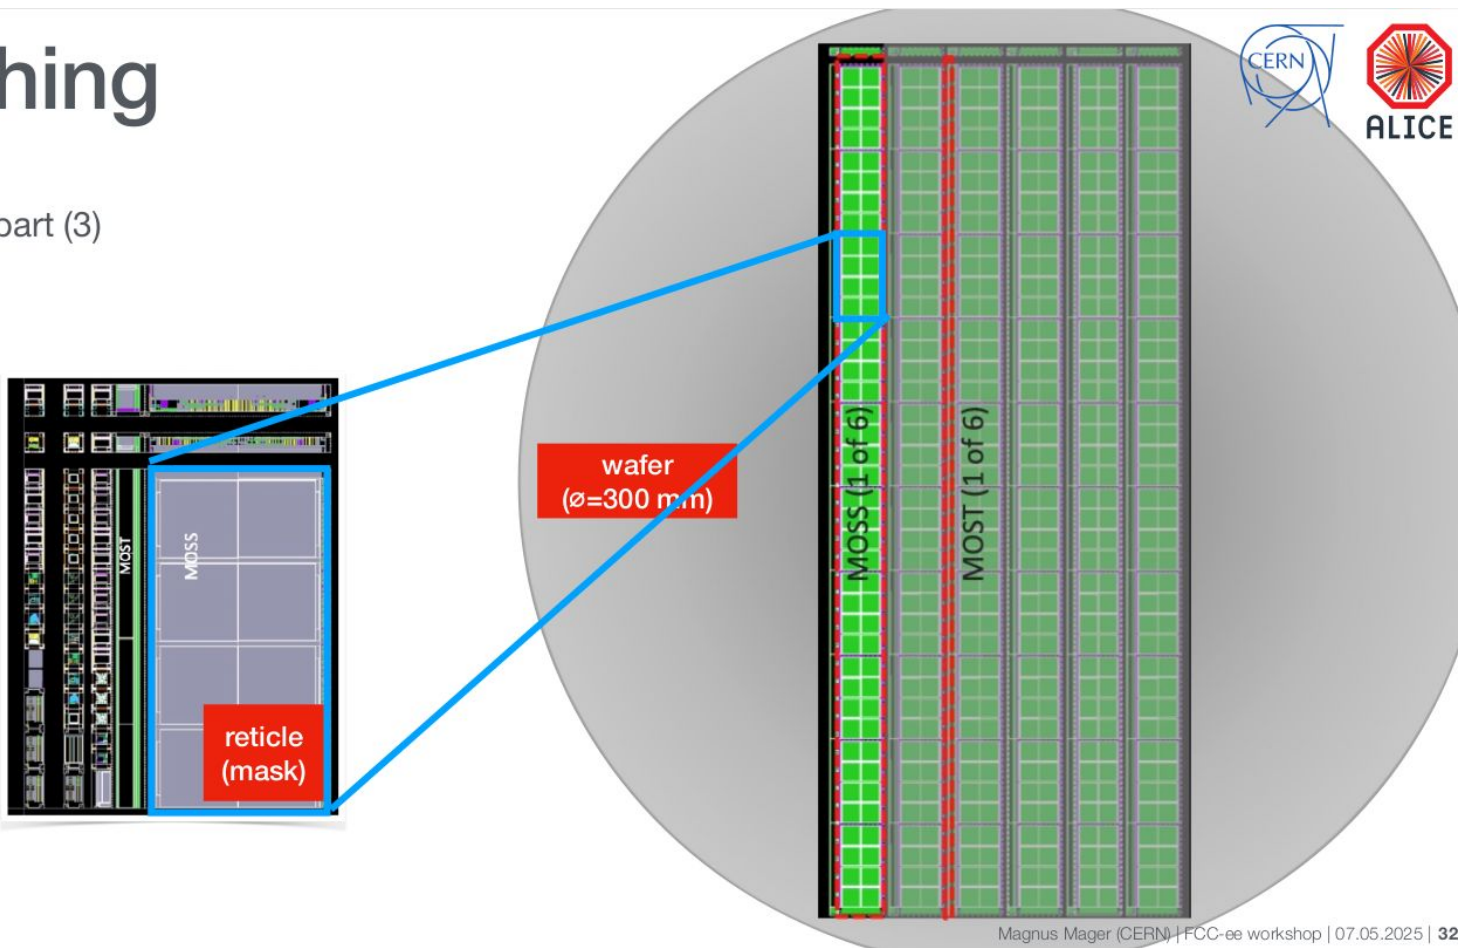 hing
part (3)
CERN
ALICE
wafer
(⌀=300 mm)
MOSS (1 of 6)
MOST (1 of 6)
MOST
MOSS
reticle
(mask)
Magnus Mager (CERN) | FCC-ee workshop | 07.05.2025 | 32